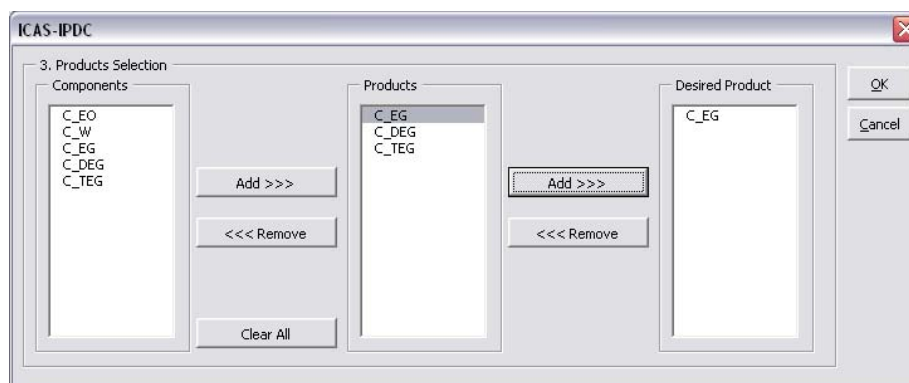 ICAS-IPDC
3. Products Selection
Components
Products
Desired Product
OK
Cancel
C_EO
C_W
C_EG
C_DEG
C_TEG
C_EG
C_DEG
C_TEG
C_EG
Add >>>
<<< Remove
Clear All
Add >>>
<<< Remove